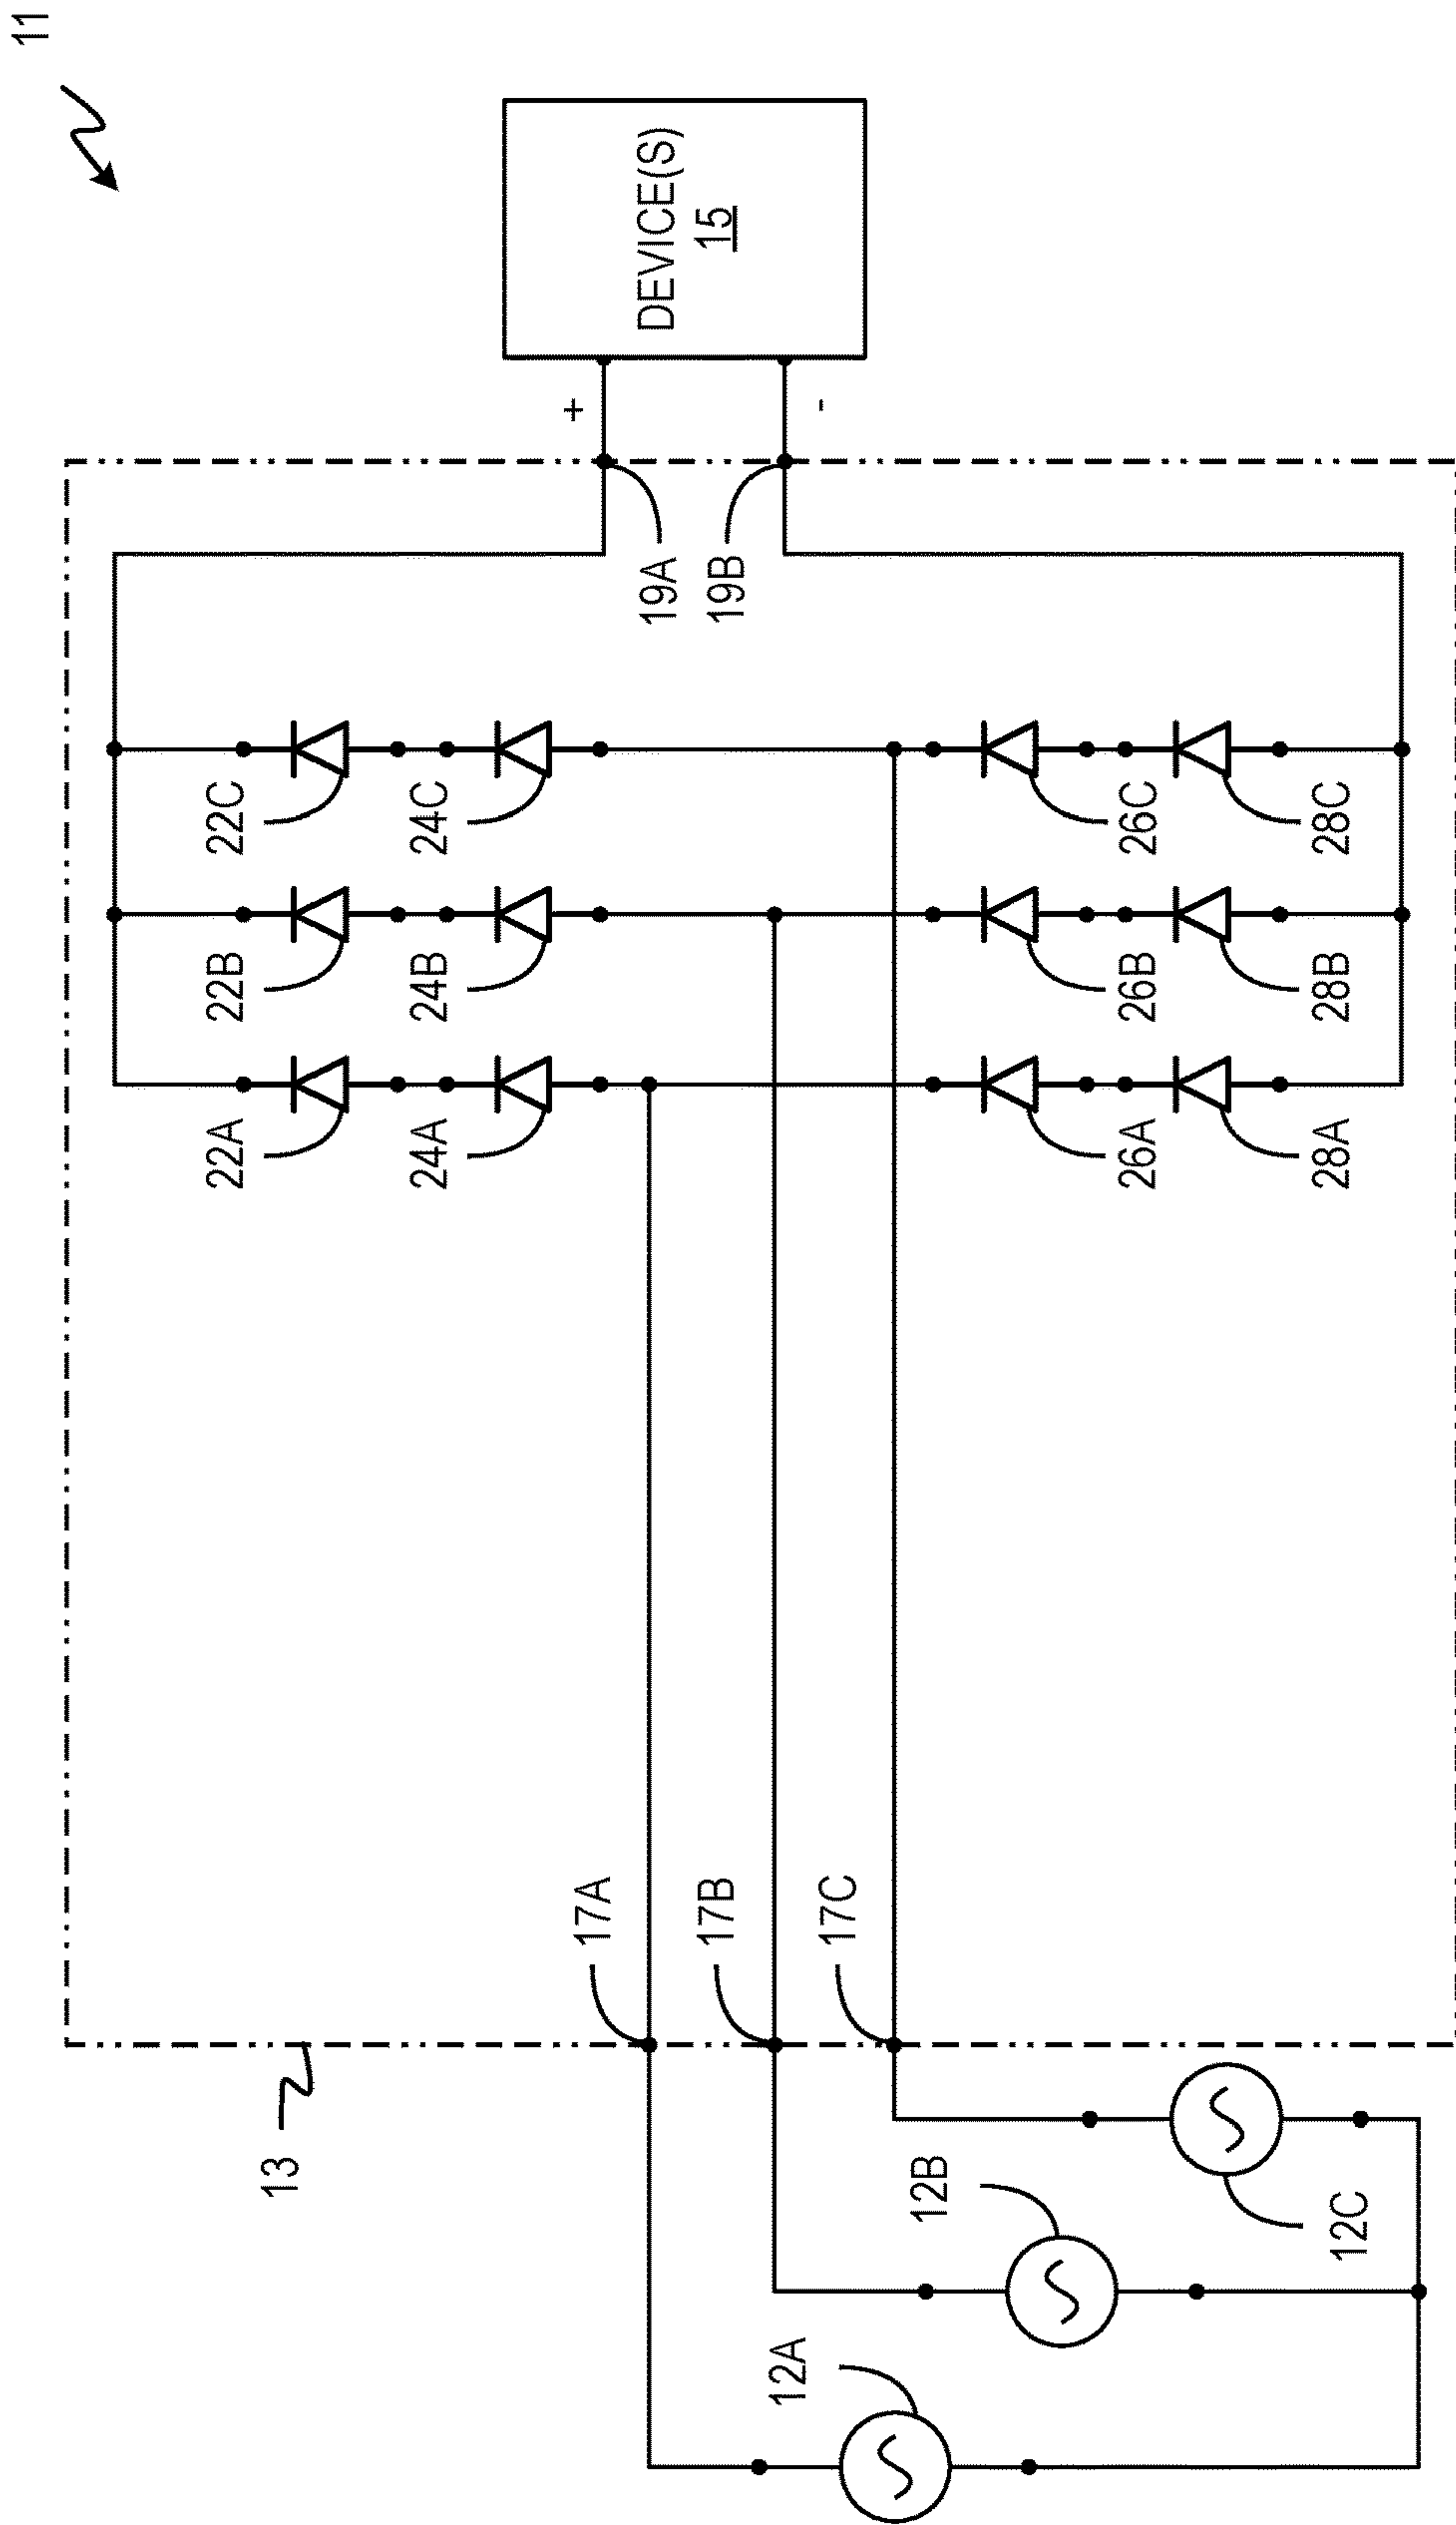 11
DEVICE(S)
15
+
-
19A
19B
22C
24C
26C
28C
22B
24B
26B
28B
22A
24A
26A
28A
17A
17B
17C
13
12B
12C
12A